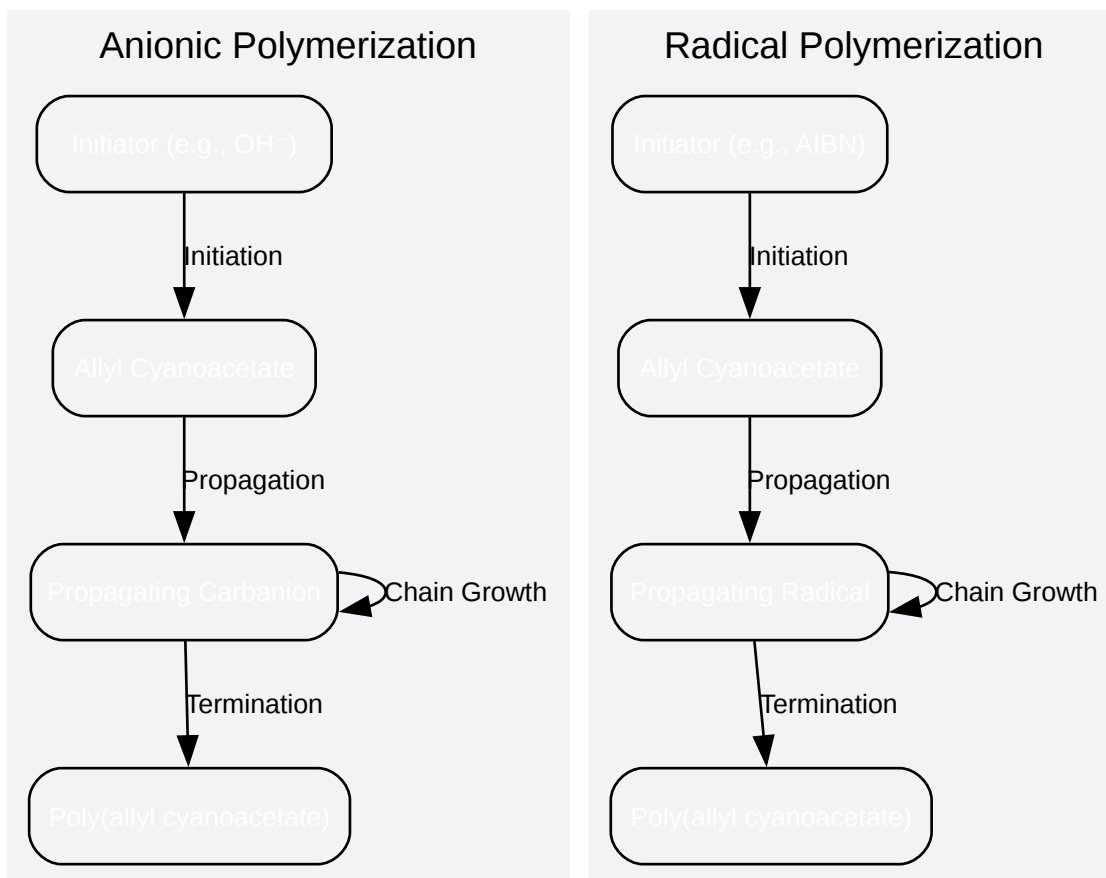 Anionic Polymerization
Initiator (e.g., OH⁻)
Initiation
Allyl Cyanoacetate
Propagation
Propagating Carbanion
Chain Growth
Termination
Poly(allyl cyanoacetate)
Radical Polymerization
Initiator (e.g., AIBN)
Initiation
Allyl Cyanoacetate
Propagation
Propagating Radical
Chain Growth
Termination
Poly(allyl cyanoacetate)